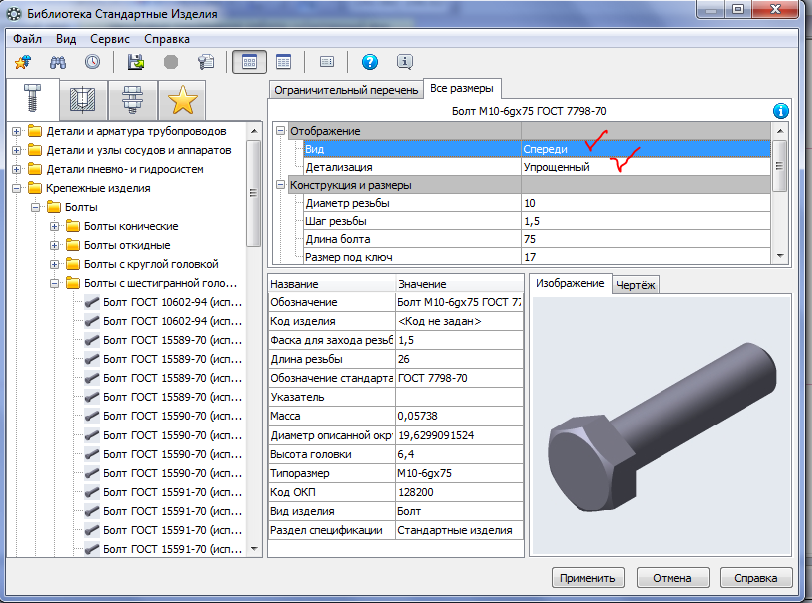 Библиотека Стандартные Изделия
Файл Вид Сервис Справка
Ограничительный перечень Все размеры
Болт М10-6gx75 ГОСТ 7798-70
Отображение
Вид Спереди
Детализация Упрощенный
Конструкция и размеры
Диаметр резьбы 10
Шаг резьбы 1,5
Длина болта 75
Размер под ключ 17
Детали и арматура трубопроводов
Детали и узлы сосудов и аппаратов
Детали пневмо- и гидросистем
Крепежные изделия
Болты
Болты конические
Болты откидные
Болты с круглой головкой
Болты с шестигранной голо...
Болт ГОСТ 10602-94 (исп...
Болт ГОСТ 10602-94 (исп...
Болт ГОСТ 15589-70 (исп...
Болт ГОСТ 15589-70 (исп...
Болт ГОСТ 15589-70 (исп...
Болт ГОСТ 15589-70 (исп...
Болт ГОСТ 15590-70 (исп...
Болт ГОСТ 15590-70 (исп...
Болт ГОСТ 15590-70 (исп...
Болт ГОСТ 15590-70 (исп...
Болт ГОСТ 15591-70 (исп...
Болт ГОСТ 15591-70 (исп...
Болт ГОСТ 15591-70 (исп...
Болт ГОСТ 15591-70 (исп...
Название Значение
Обозначение Болт М10-6gx75 ГОСТ 77
Код изделия <Код не задан>
Фаска для захода резьб 1,5
Длина резьбы 26
Обозначение стандарта ГОСТ 7798-70
Указатель
Масса 0,05738
Диаметр описанной окр 19,6299091524
Высота головки 6,4
Типоразмер М10-6gx75
Код ОКП 128200
Вид изделия Болт
Раздел спецификации Стандартные изделия
Изображение Чертёж
Применить Отмена Справка